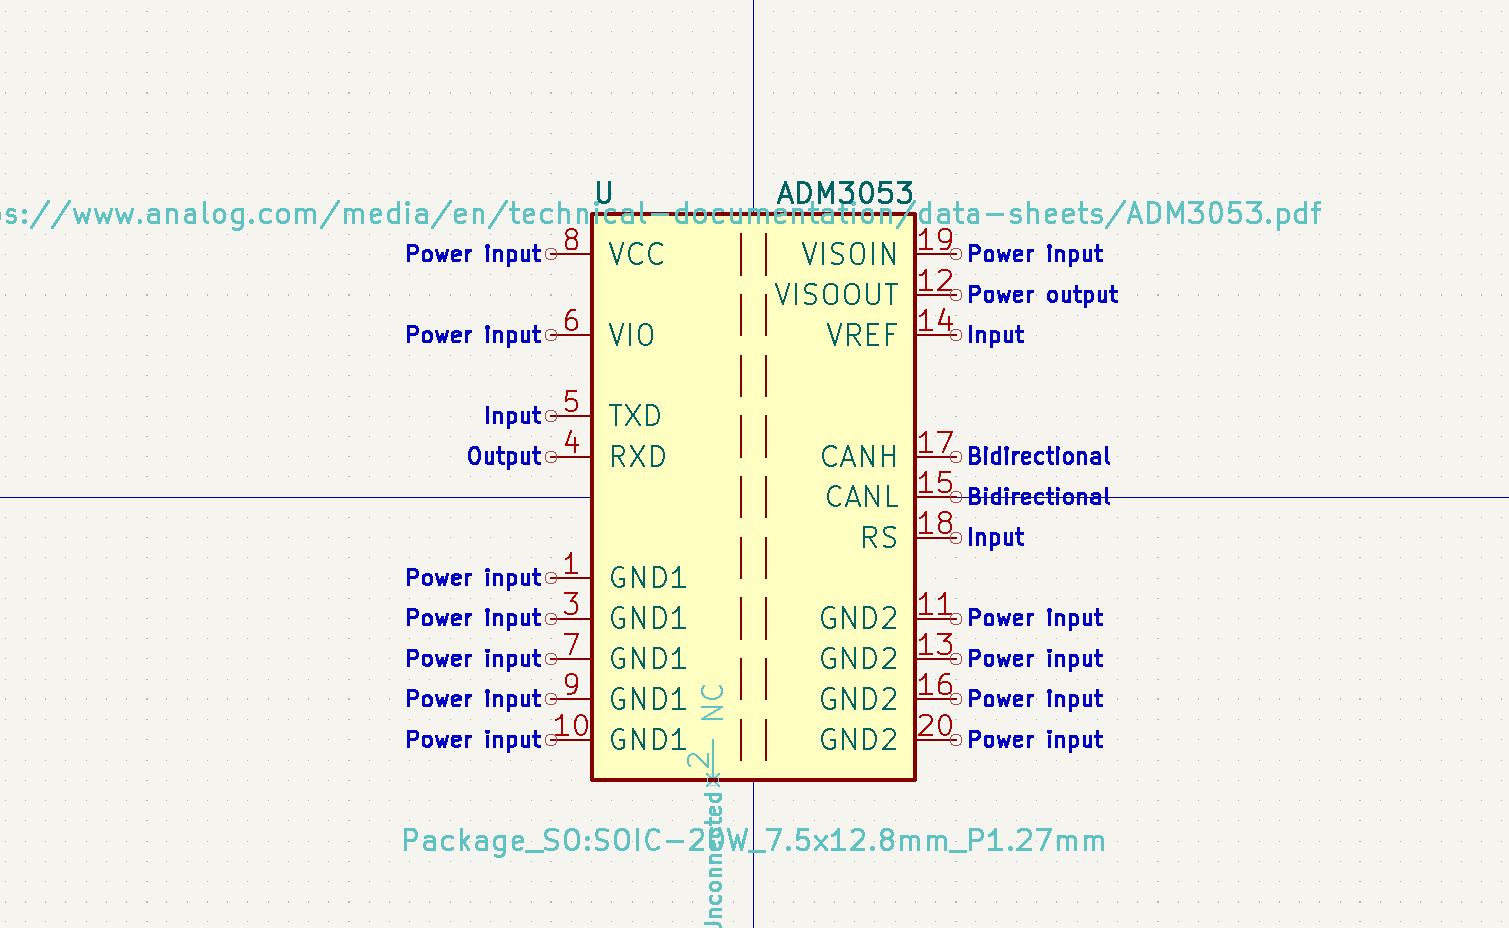 U ADM3053
ps://www.analog.com/media/en/technical-documentation/data-sheets/ADM3053.pdf
Power input 8 VCC VISOIN 19 Power input
VISOOUT 12 Power output
Power input 6 VIO VREF 14 Input
Input 5 TXD
Output 4 RXD CANH 17 Bidirectional
CANL 15 Bidirectional
RS 18 Input
Power input 1 GND1
Power input 3 GND1 GND2 11 Power input
Power input 7 GND1 GND2 13 Power input
Power input 9 GND1 GND2 16 Power input
Power input 10 GND1 GND2 20 Power input
Unconnected 2 NC
Package_SO:SOIC-20W_7.5x12.8mm_P1.27mm